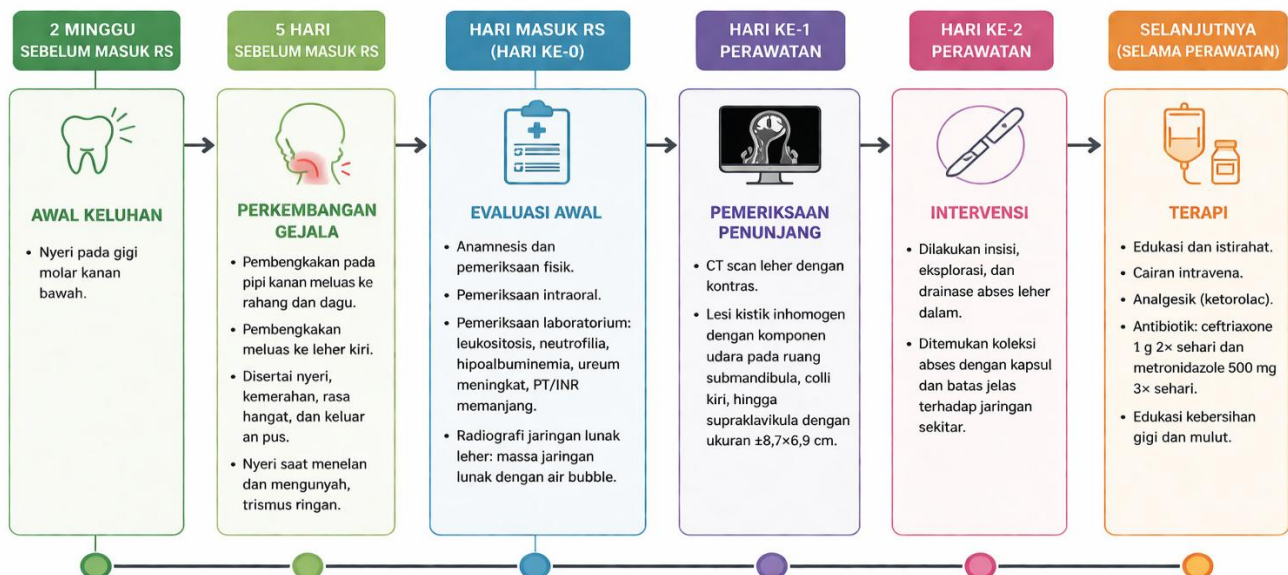 2 MINGGU
SEBELUM MASUK RS
5 HARI
SEBELUM MASUK RS
HARI MASUK RS
(HARI KE-0)
HARI KE-1
PERAWATAN
HARI KE-2
PERAWATAN
SELANJUTNYA
(SELAMA PERAWATAN)
AWAL KELUHAN
• Nyeri pada gigi
molar kanan
bawah.
PERKEMBANGAN
GEJALA
• Pembengkakan pada
pipi kanan meluas ke
rahang dan dagu.
• Pembengkakan
meluas ke leher kiri.
• Disertai nyeri,
kemerahan, rasa
hangat, dan keluar
an pus.
• Nyeri saat menelan
dan mengunyah,
trismus ringan.
EVALUASI AWAL
• Anamnesis dan
pemeriksaan fisik.
• Pemeriksaan intraoral.
• Pemeriksaan laboratorium:
leukositosis, neutrofilia,
hipoalbuminemia, ureum
meningkat, PT/INR
memanjang.
• Radiografi jaringan lunak
leher: massa jaringan
lunak dengan air bubble.
PEMERIKSAAN
PENUNJANG
• CT scan leher dengan
kontras.
• Lesi kistik inhomogen
dengan komponen
udara pada ruang
submandibula, colli
kiri, hingga
supraklavikula dengan
ukuran ±8,7×6,9 cm.
INTERVENSI
• Dilakukan insisi,
eksplorasi, dan
drainase abses leher
dalam.
• Ditemukan koleksi
abses dengan kapsul
dan batas jelas
terhadap jaringan
sekitar.
TERAPI
• Edukasi dan istirahat.
• Cairan intravena.
• Analgesik (ketorolac).
• Antibiotik: ceftriaxone
1 g 2× sehari dan
metronidazole 500 mg
3× sehari.
• Edukasi kebersihan
gigi dan mulut.